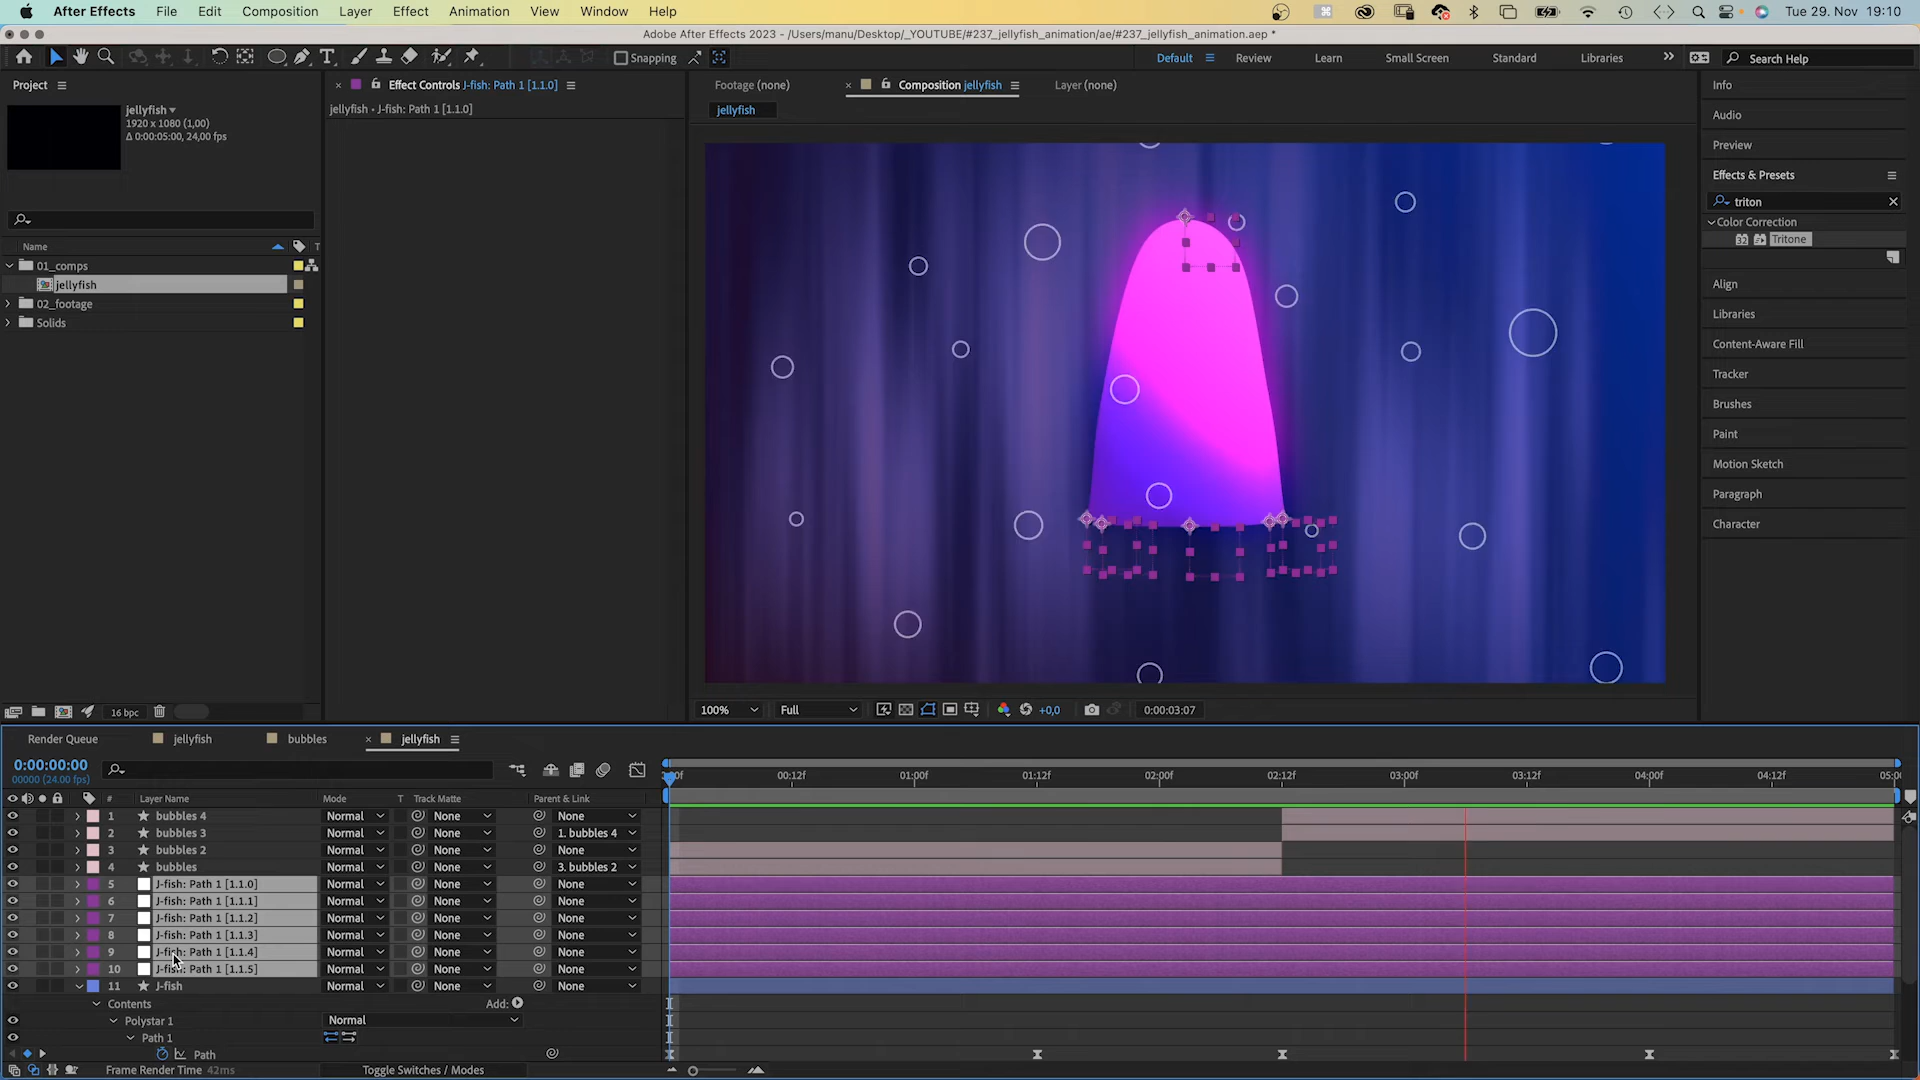 After Effects File Edit Composition Layer Effect Animation View Window Help Tue 29. Nov 19:10
Adobe After Effects 2023 - /Users/manu/Desktop/_YOUTUBE/#237_jellyfish_animation/ae/#237_jellyfish_animation.aep *
Snapping Default Review Learn Small Screen Standard Libraries Search Help
Project Effect Controls J-fish: Path 1 [1.1.0] Footage (none) Composition jellyfish Layer (none) Info
jellyfish
1920 x 1080 (1,00)
Δ 0:00:05:00, 24,00 fps
jellyfish • J-fish: Path 1 [1.1.0]
jellyfish
Audio
Preview
Effects & Presets
triton
Color Correction
32 Tritone
Align
Libraries
Content-Aware Fill
Tracker
Brushes
Paint
Motion Sketch
Paragraph
Character
Name T
01_comps
jellyfish
02_footage
Solids
16 bpc
100% Full +0,0 0:00:03:07
Render Queue jellyfish bubbles jellyfish
0:00:00:00
00000 (24.00 fps)
00f 00:12f 01:00f 01:12f 02:00f 02:12f 03:00f 03:12f 04:00f 04:12f 05:0
# Layer Name Mode T Track Matte Parent & Link
1 bubbles 4 Normal None None
2 bubbles 3 Normal None 1. bubbles 4
3 bubbles 2 Normal None None
4 bubbles Normal None 3. bubbles 2
5 J-fish: Path 1 [1.1.0] Normal None None
6 J-fish: Path 1 [1.1.1] Normal None None
7 J-fish: Path 1 [1.1.2] Normal None None
8 J-fish: Path 1 [1.1.3] Normal None None
9 J-fish: Path 1 [1.1.4] Normal None None
10 J-fish: Path 1 [1.1.5] Normal None None
11 J-fish Normal None None
Contents Add:
Polystar 1 Normal
Path 1
Path
Frame Render Time 42ms Toggle Switches / Modes